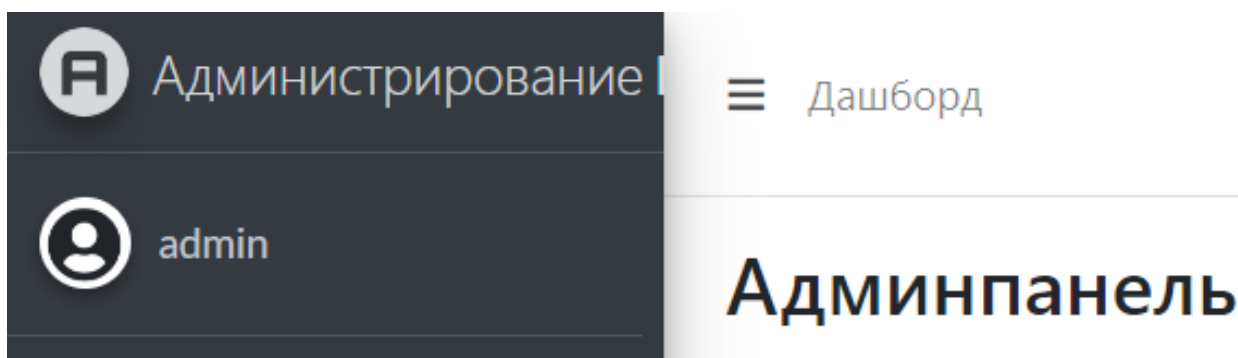 Администрирование
Дашборд
admin
Админпанель